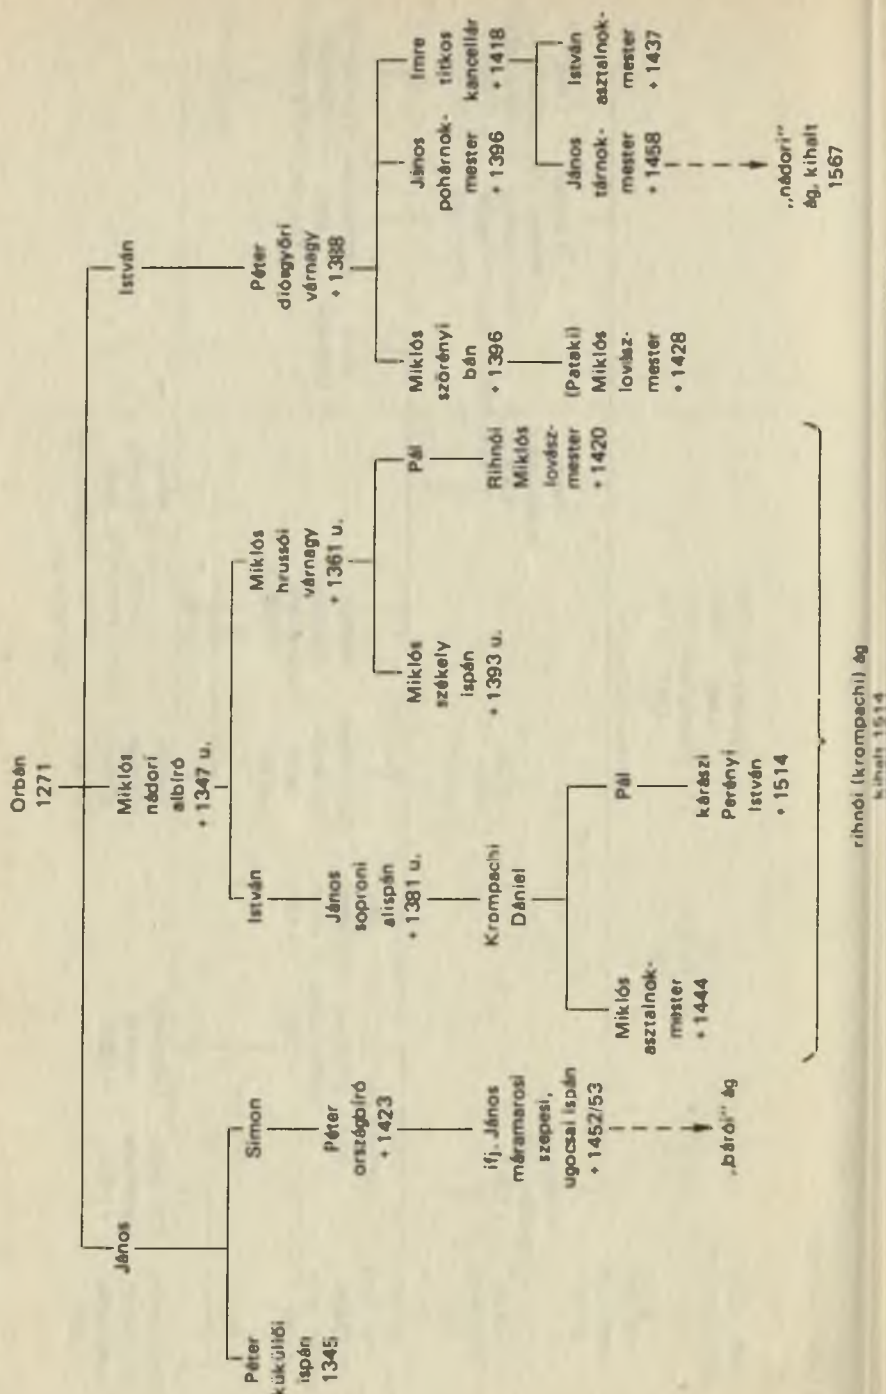 Orbán
1271
János
Miklós
nádori
albíró
+ 1347 u.
István
Péter
küküllői
ispán
1345
Simon
Péter
országbíró
+ 1423
ifj. János
máramarosi
szepesi,
ugocsai ispán
+ 1452/53
„bárói" ág
István
János
soproni
alispán
+ 1381 u.
Krompachi
Dániel
Miklós
asztalnok-
mester
+ 1444
Pál
kárászi
Perényi
István
+ 1514
Miklós
hrussói
várnagy
+ 1361 u.
Miklós
székely
ispán
+ 1393 u.
Pál
Rihnói
Miklós
lovász-
mester
+ 1420
rihnói (krompachi) ág
kihalt 1514
Péter
diósgyőri
várnagy
+ 1388
Miklós
szörényi
bán
+ 1396
(Pataki)
Miklós
lovász-
mester
+ 1428
János
pohárnok-
mester
+ 1396
Imre
titkos
kancellár
+ 1418
János
tárnok-
mester
+ 1458
„nádori"
ág, kihalt
1567
István
asztalnok-
mester
+ 1437